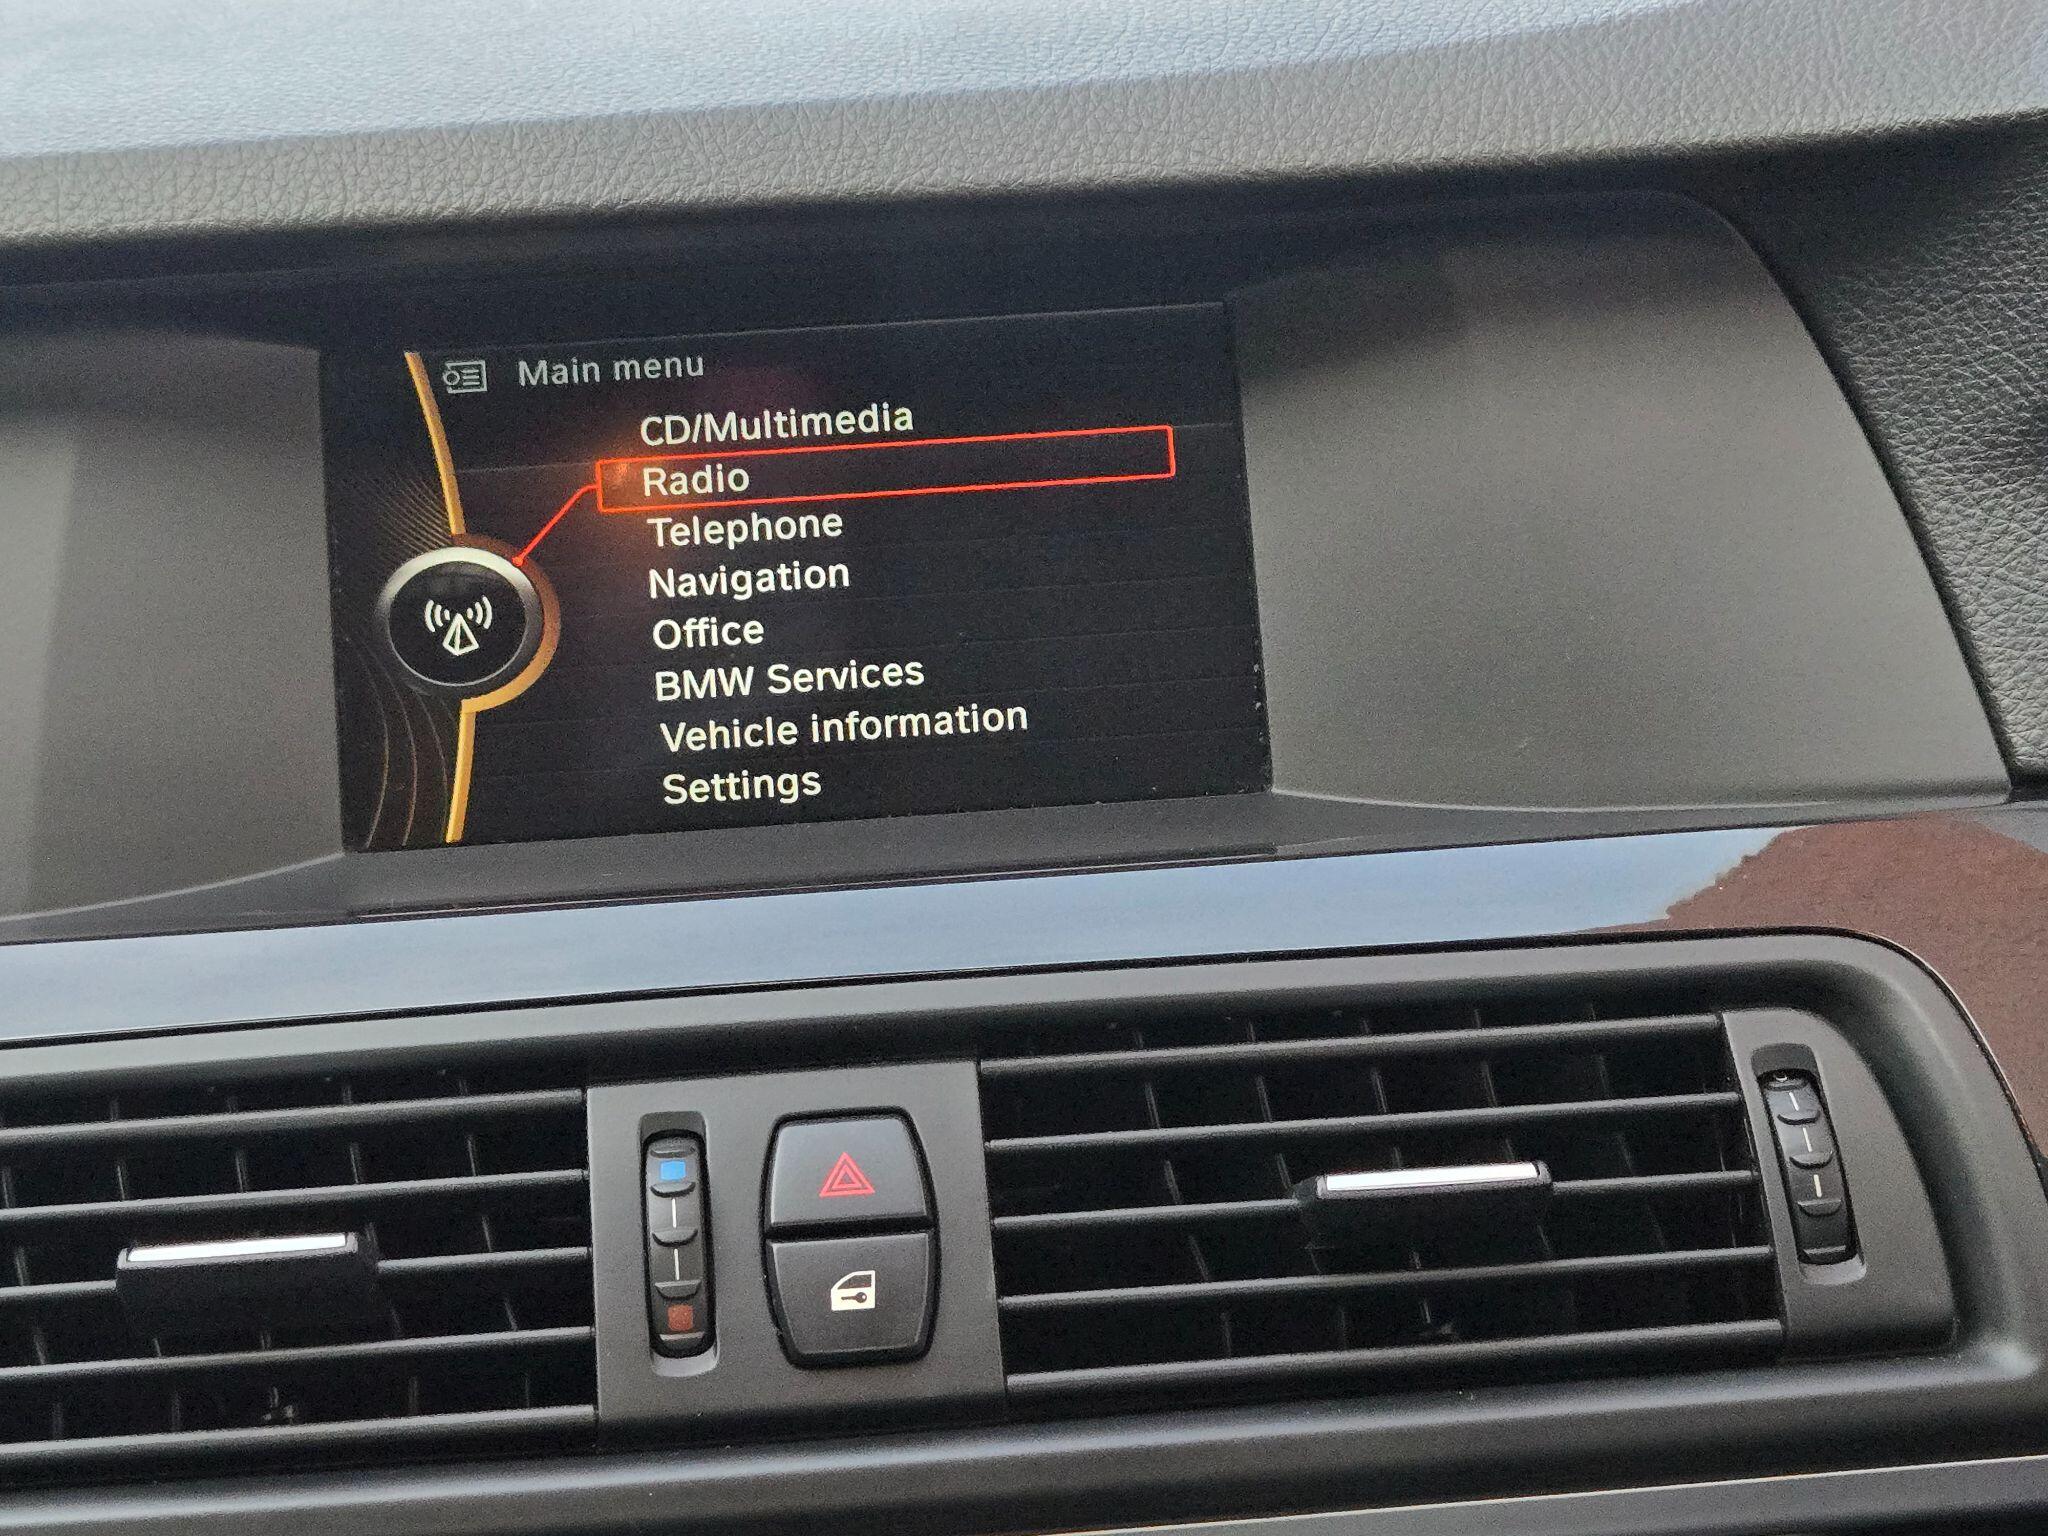 Main menu
CD/Multimedia
Radio
Telephone
Navigation
Office
BMW Services
Vehicle information
Settings